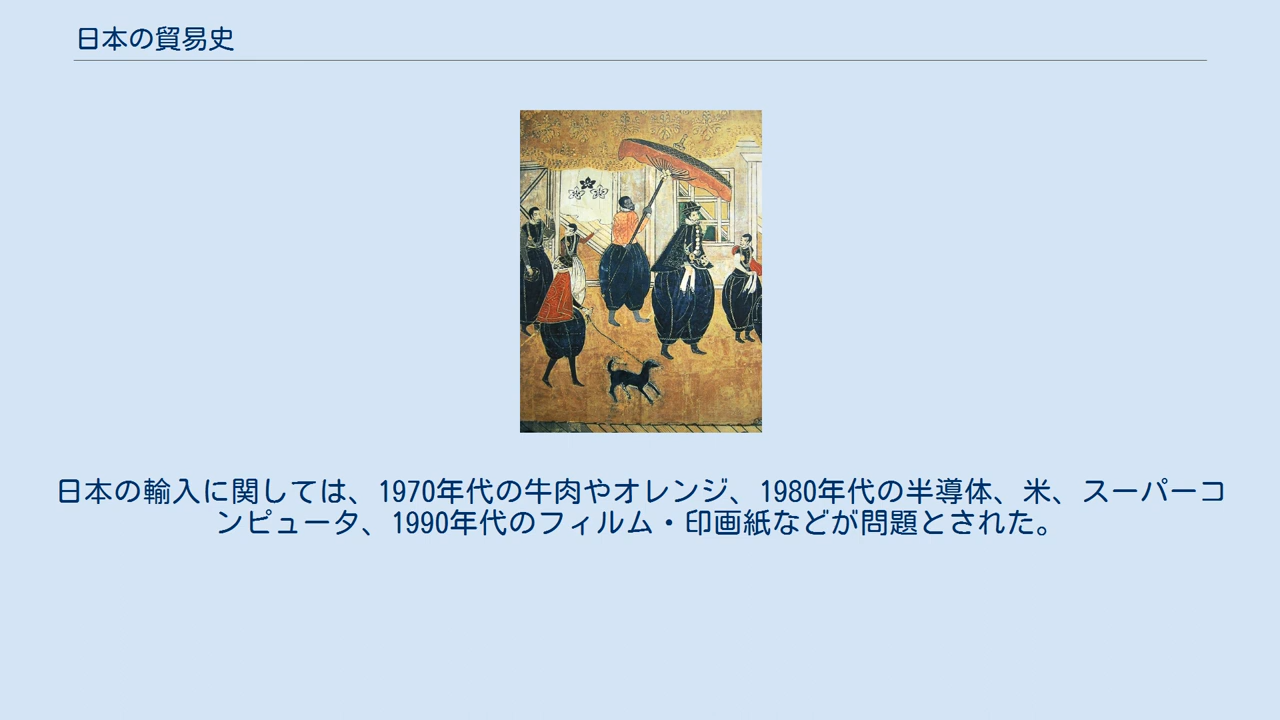 日本の貿易史
日本の輸入に関しては、1970年代の牛肉やオレンジ、1980年代の半導体、米、スーパーコ
ンピュータ、1990年代のフィルム・印画紙などが問題とされた。